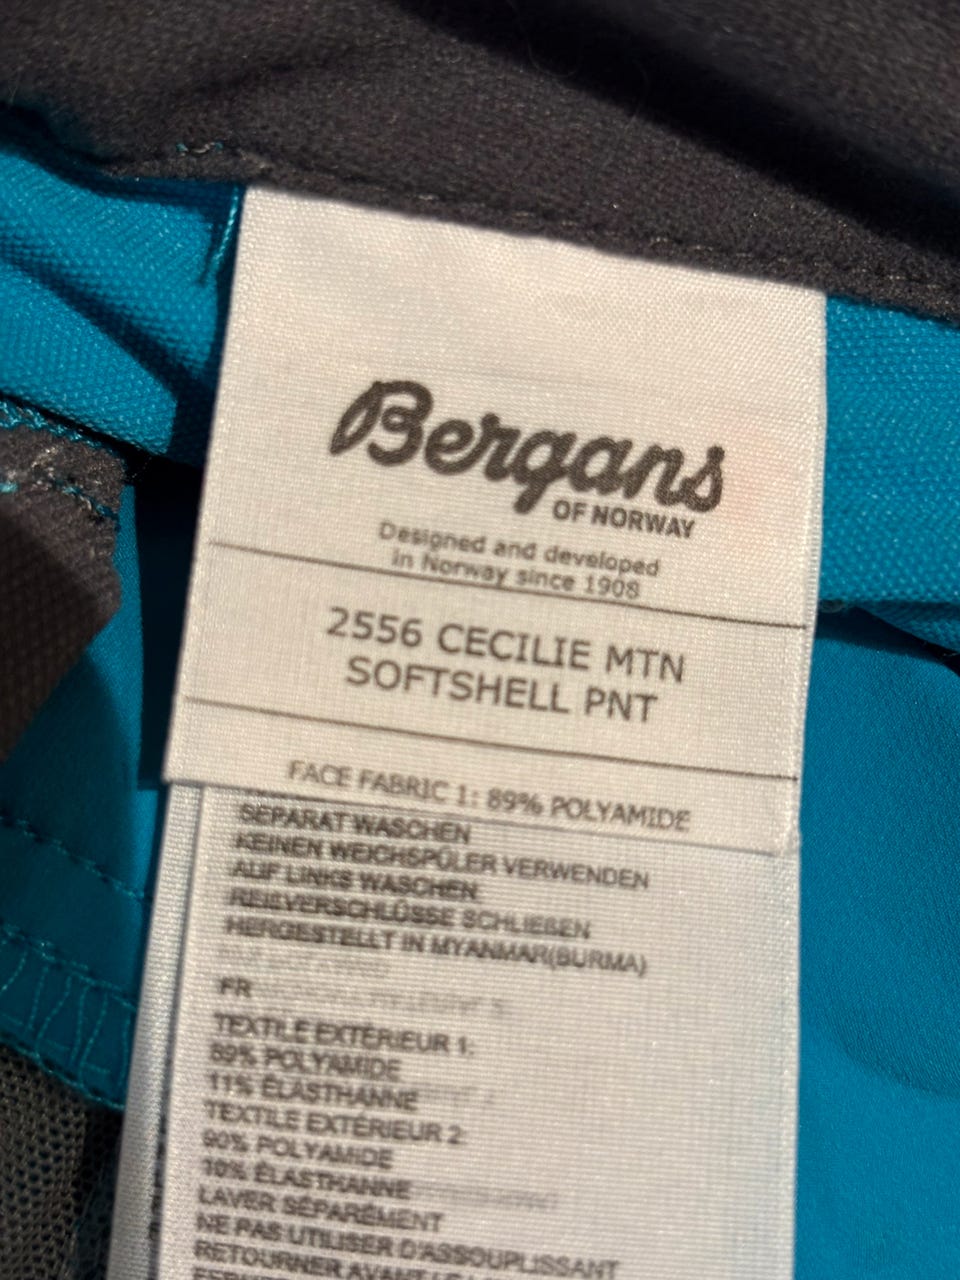 Bergans
OF NORWAY
Designed and developed
in Norway since 1908
2556 CECILIE MTN
SOFTSHELL PNT
FACE FABRIC 1: 89% POLYAMIDE
SEPARAT WASCHEN
KEINEN WEICHSPÜLER VERWENDEN
AUF LINKS WASCHEN
REIẞVERSCHLÜSSE SCHLIEẞEN
HERGESTELLT IN MYANMAR(BURMA)
FR
TEXTILE EXTÉRIEUR 1:
89% POLYAMIDE
11% ÉLASTHANNE
TEXTILE EXTÉRIEUR 2:
90% POLYAMIDE
10% ÉLASTHANNE
LAVER SÉPARÉMENT
NE PAS UTILISER D'ASSOUPLISSANT
RETOURNER AVANT LE